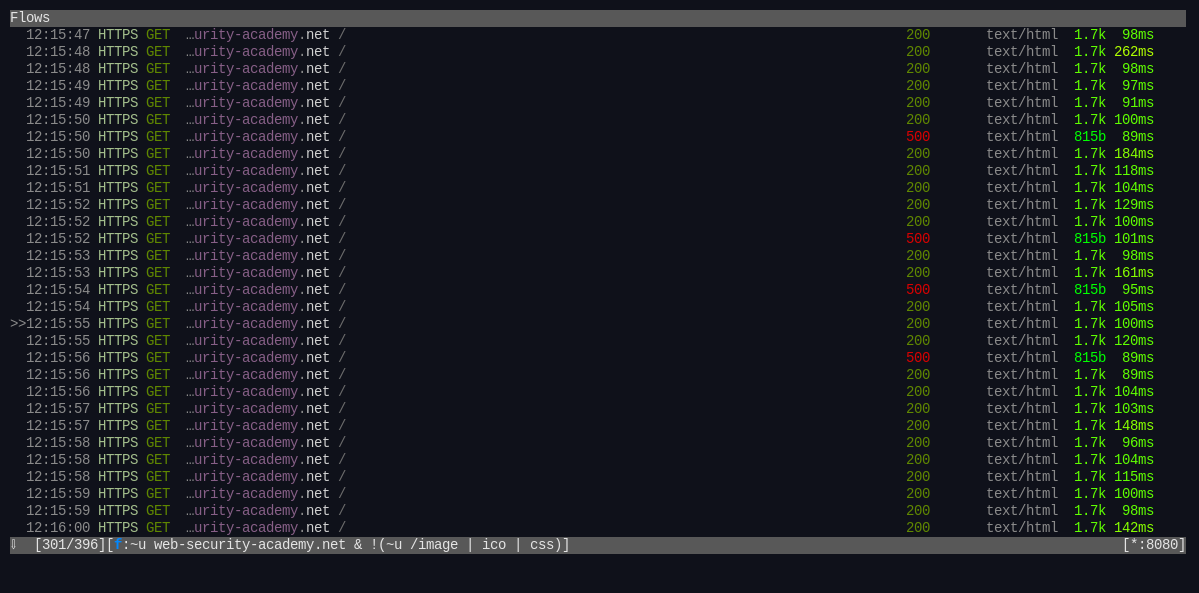 Flows
12:15:47 HTTPS GET …urity-academy.net / 200 text/html 1.7k 98ms
12:15:48 HTTPS GET …urity-academy.net / 200 text/html 1.7k 262ms
12:15:48 HTTPS GET …urity-academy.net / 200 text/html 1.7k 98ms
12:15:49 HTTPS GET …urity-academy.net / 200 text/html 1.7k 97ms
12:15:49 HTTPS GET …urity-academy.net / 200 text/html 1.7k 91ms
12:15:50 HTTPS GET …urity-academy.net / 200 text/html 1.7k 100ms
12:15:50 HTTPS GET …urity-academy.net / 500 text/html 815b 89ms
12:15:50 HTTPS GET …urity-academy.net / 200 text/html 1.7k 184ms
12:15:51 HTTPS GET …urity-academy.net / 200 text/html 1.7k 118ms
12:15:51 HTTPS GET …urity-academy.net / 200 text/html 1.7k 104ms
12:15:52 HTTPS GET …urity-academy.net / 200 text/html 1.7k 129ms
12:15:52 HTTPS GET …urity-academy.net / 200 text/html 1.7k 100ms
12:15:52 HTTPS GET …urity-academy.net / 500 text/html 815b 101ms
12:15:53 HTTPS GET …urity-academy.net / 200 text/html 1.7k 98ms
12:15:53 HTTPS GET …urity-academy.net / 200 text/html 1.7k 161ms
12:15:54 HTTPS GET …urity-academy.net / 500 text/html 815b 95ms
12:15:54 HTTPS GET …urity-academy.net / 200 text/html 1.7k 105ms
>>12:15:55 HTTPS GET …urity-academy.net / 200 text/html 1.7k 100ms
12:15:55 HTTPS GET …urity-academy.net / 200 text/html 1.7k 120ms
12:15:56 HTTPS GET …urity-academy.net / 500 text/html 815b 89ms
12:15:56 HTTPS GET …urity-academy.net / 200 text/html 1.7k 89ms
12:15:56 HTTPS GET …urity-academy.net / 200 text/html 1.7k 104ms
12:15:57 HTTPS GET …urity-academy.net / 200 text/html 1.7k 103ms
12:15:57 HTTPS GET …urity-academy.net / 200 text/html 1.7k 148ms
12:15:58 HTTPS GET …urity-academy.net / 200 text/html 1.7k 96ms
12:15:58 HTTPS GET …urity-academy.net / 200 text/html 1.7k 104ms
12:15:58 HTTPS GET …urity-academy.net / 200 text/html 1.7k 115ms
12:15:59 HTTPS GET …urity-academy.net / 200 text/html 1.7k 100ms
12:15:59 HTTPS GET …urity-academy.net / 200 text/html 1.7k 98ms
12:16:00 HTTPS GET …urity-academy.net / 200 text/html 1.7k 142ms
⇩ [301/396][f:~u web-security-academy.net & !(~u /image | ico | css)] [*:8080]